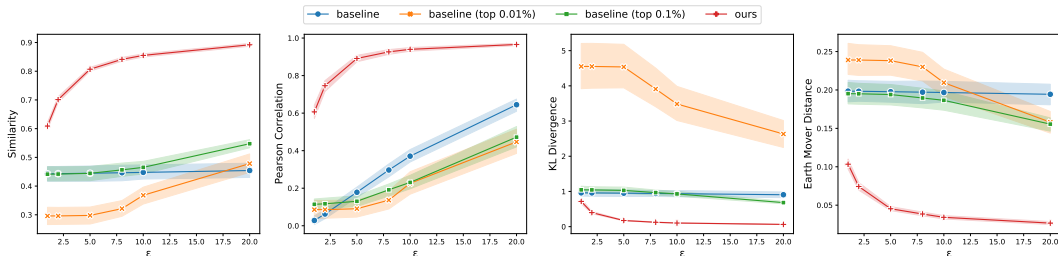 baseline baseline (top 0.01%) baseline (top 0.1%) ours
Similarity
0.9
0.8
0.7
0.6
0.5
0.4
0.3
2.5 5.0 7.5 10.0 12.5 15.0 17.5 20.0
ε
Pearson Correlation
1.0
0.8
0.6
0.4
0.2
0.0
2.5 5.0 7.5 10.0 12.5 15.0 17.5 20.0
ε
KL Divergence
5
4
3
2
1
0
2.5 5.0 7.5 10.0 12.5 15.0 17.5 20.0
ε
Earth Mover Distance
0.25
0.20
0.15
0.10
0.05
2.5 5.0 7.5 10.0 12.5 15.0 17.5 20.0
ε